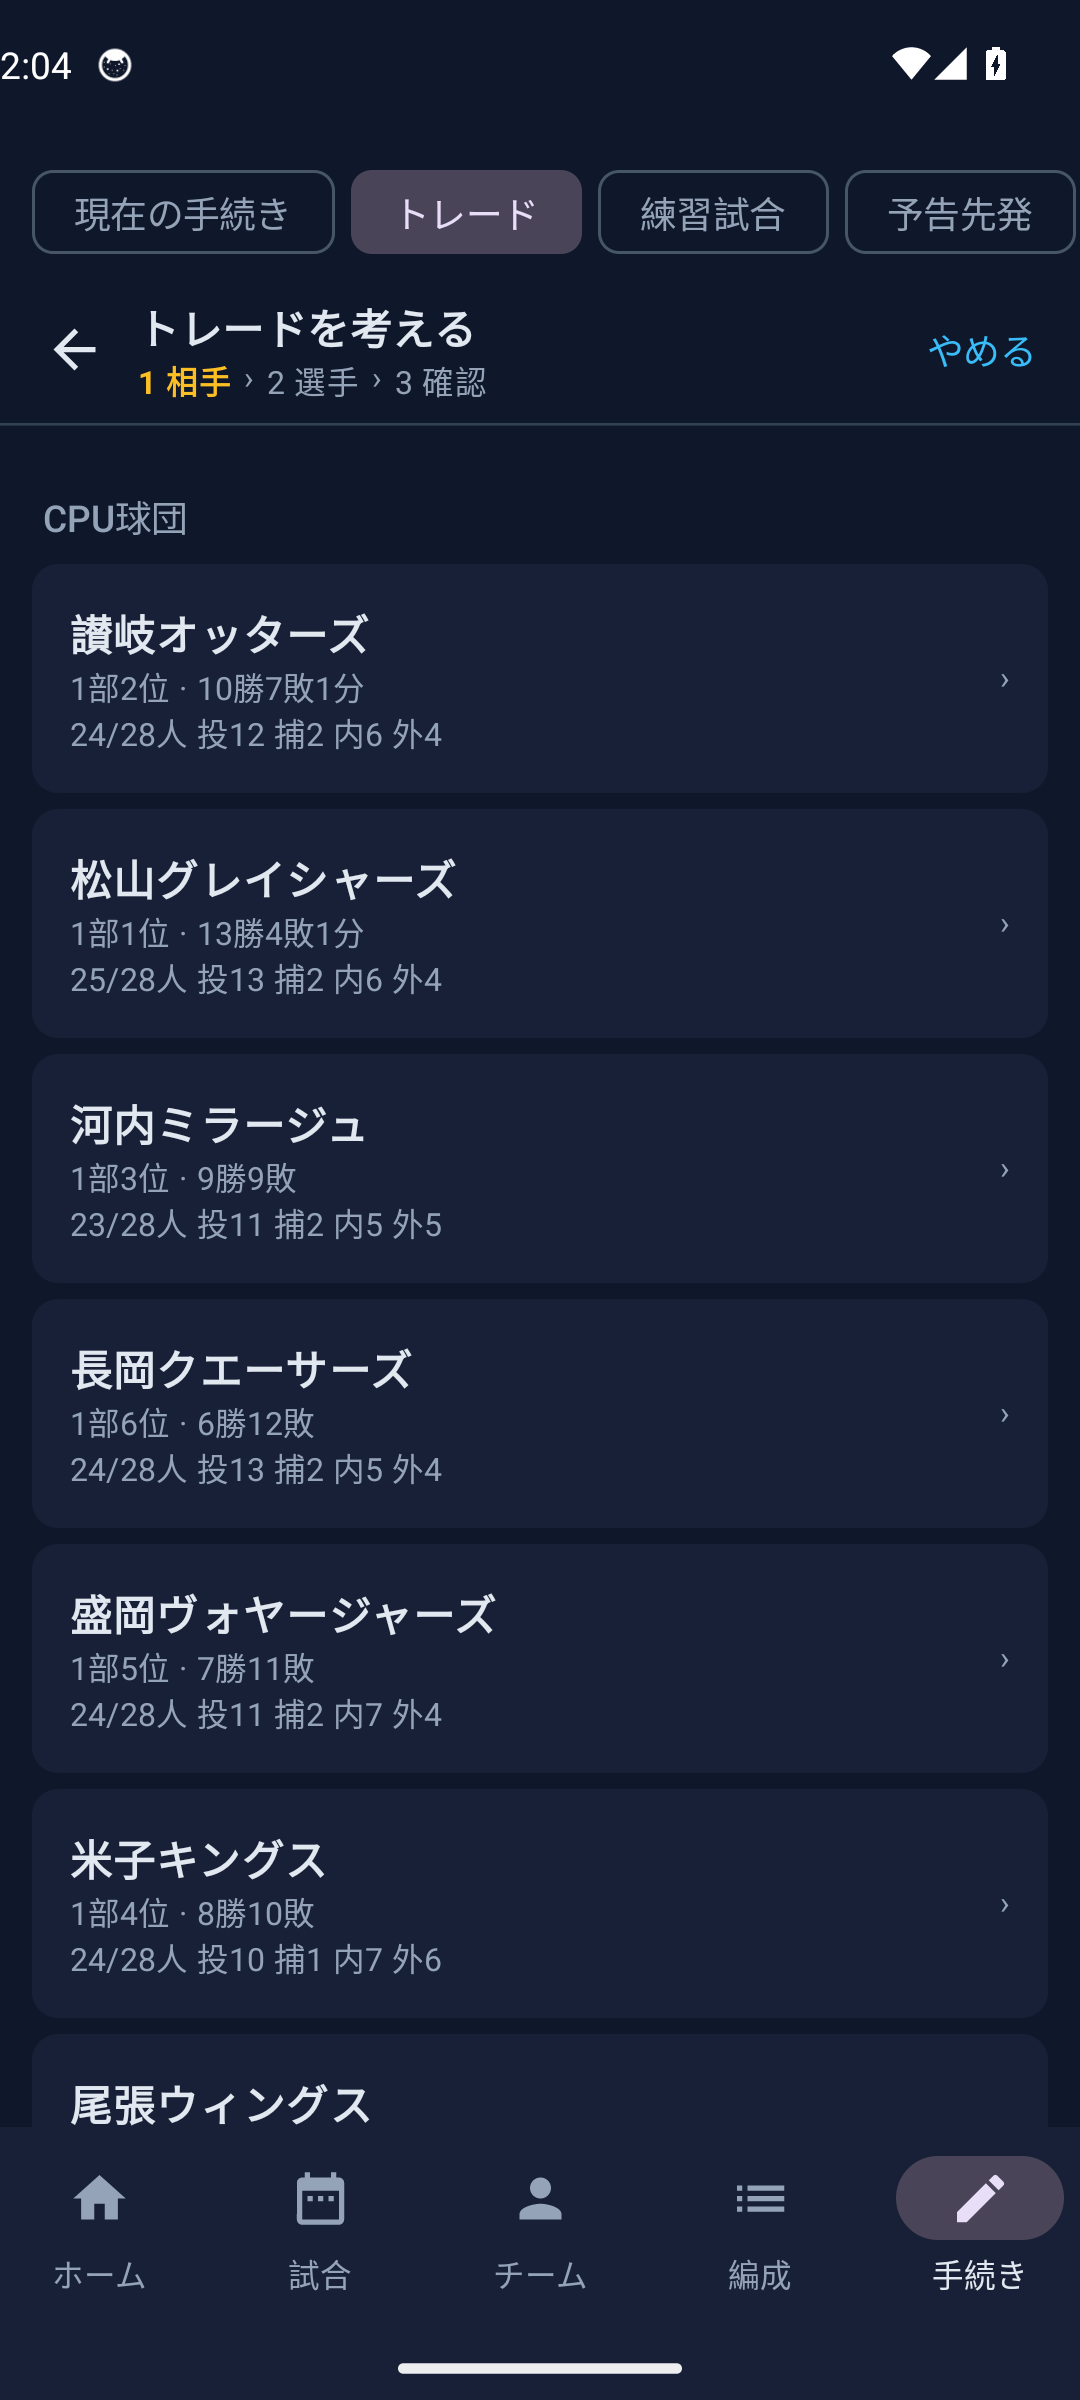 2:04
現在の手続き トレード 練習試合 予告先発
トレードを考える
1 相手 › 2 選手 › 3 確認
やめる
CPU球団
讃岐オッターズ
1部2位 · 10勝7敗1分
24/28人 投12 捕2 内6 外4
›
松山グレイシャーズ
1部1位 · 13勝4敗1分
25/28人 投13 捕2 内6 外4
›
河内ミラージュ
1部3位 · 9勝9敗
23/28人 投11 捕2 内5 外5
›
長岡クエーサーズ
1部6位 · 6勝12敗
24/28人 投13 捕2 内5 外4
›
盛岡ヴォヤージャーズ
1部5位 · 7勝11敗
24/28人 投11 捕2 内7 外4
›
米子キングス
1部4位 · 8勝10敗
24/28人 投10 捕1 内7 外6
›
尾張ウィングス
ホーム 試合 チーム 編成 手続き